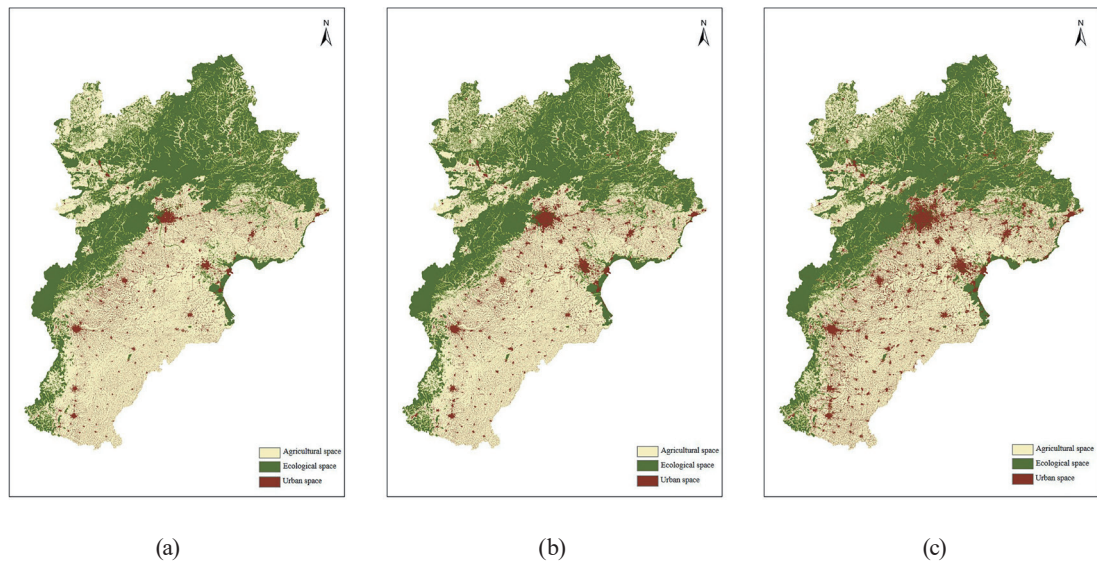 N
N
N
Agricultural space
Ecological space
Urban space
Agricultural space
Ecological space
Urban space
Agricultural space
Ecological space
Urban space
(a)
(b)
(c)